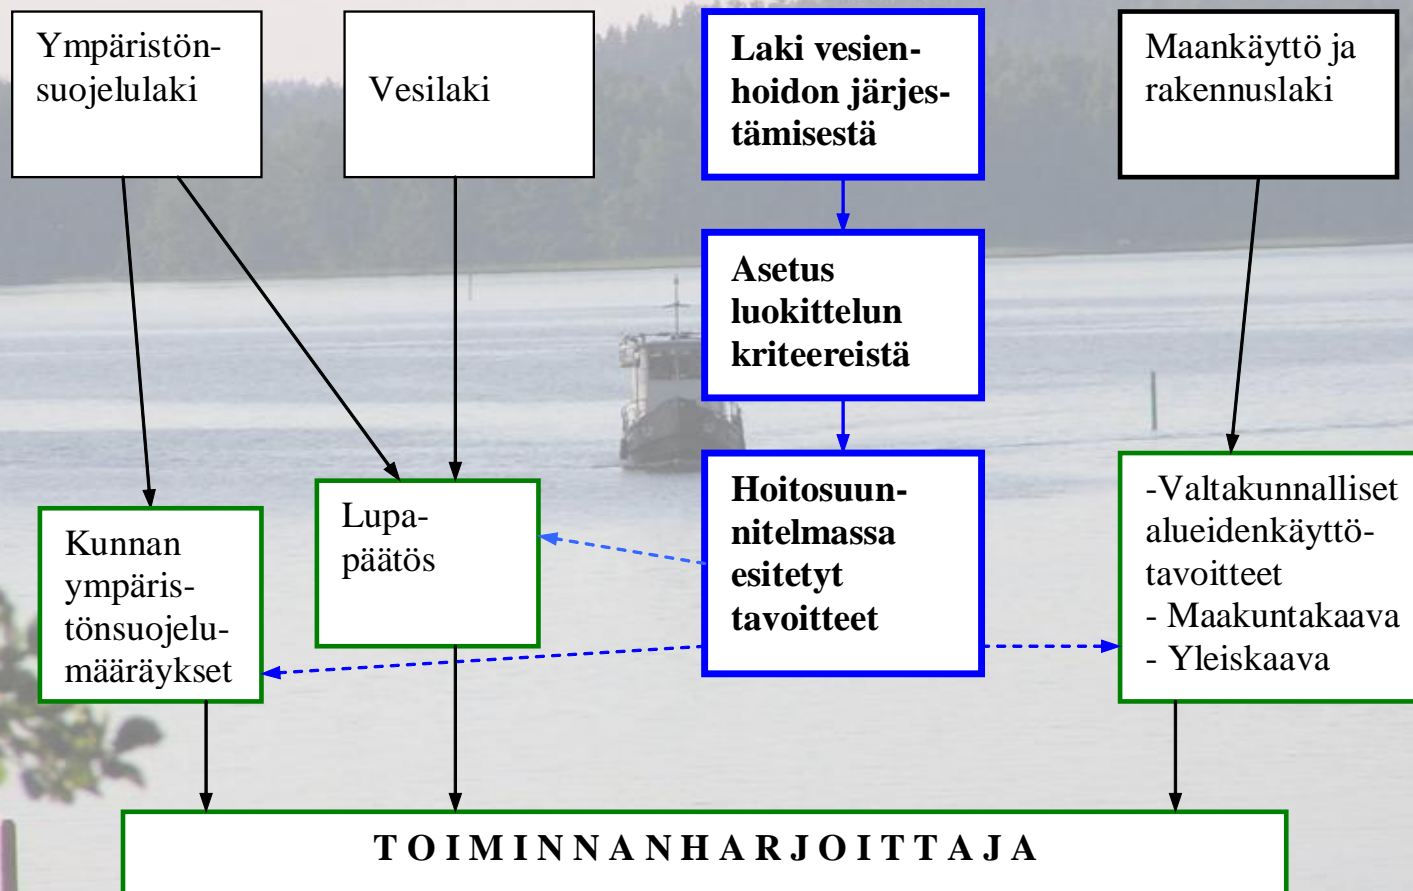 Ympäristön-
suojelulaki
Vesilaki
Laki vesien-
hoidon järjes-
tämisestä
Maankäyttö ja
rakennuslaki
Asetus
luokittelun
kriteereistä
Hoitosuun-
nitelmassa
esitetyt
tavoitteet
Lupa-
päätös
Kunnan
ympäris-
tönsuojelu-
määräykset
-Valtakunnalliset
alueidenkäyttö-
tavoitteet
- Maakuntakaava
- Yleiskaava
T O I M I N N A N H A R J O I T T A J A